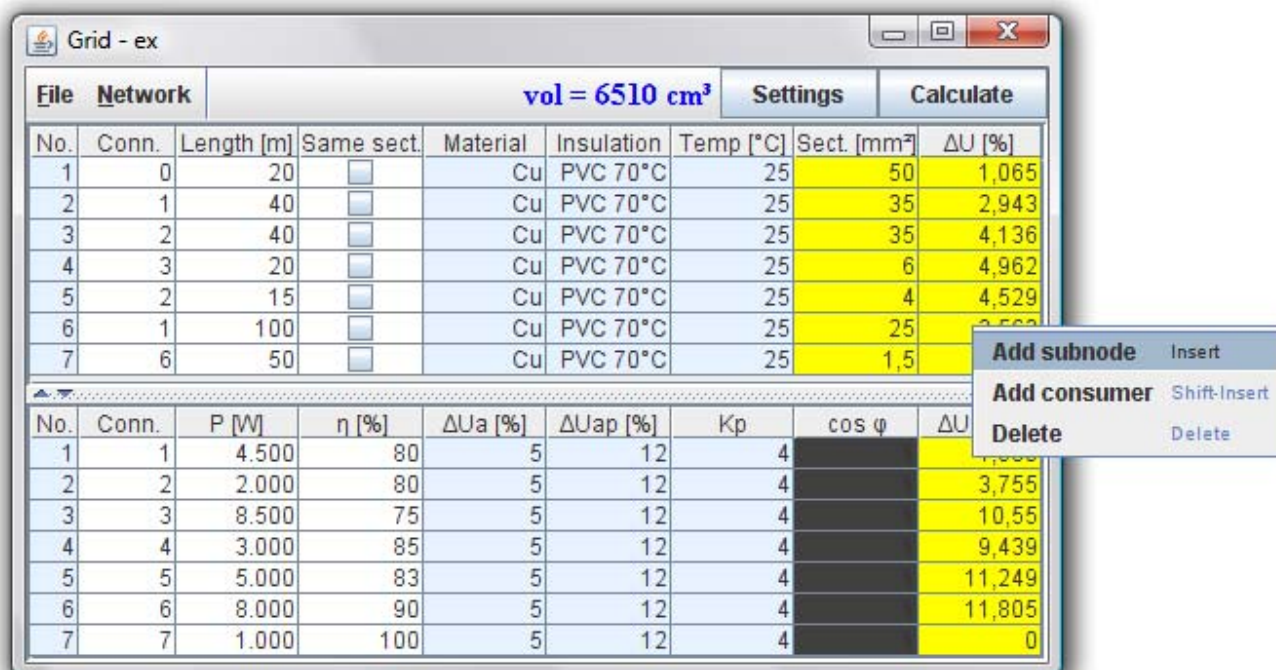 Grid - ex
File Network vol = 6510 cm³ Settings Calculate
No. Conn. Length [m] Same sect. Material Insulation Temp [°C] Sect. [mm²] ΔU [%]
1 0 20 Cu PVC 70°C 25 50 1,065
2 1 40 Cu PVC 70°C 25 35 2,943
3 2 40 Cu PVC 70°C 25 35 4,136
4 3 20 Cu PVC 70°C 25 6 4,962
5 2 15 Cu PVC 70°C 25 4 4,529
6 1 100 Cu PVC 70°C 25 25
7 6 50 Cu PVC 70°C 25 1,5
Add subnode Insert
Add consumer Shift-Insert
Delete Delete
No. Conn. P [W] η [%] ΔUa [%] ΔUap [%] Kp cos φ ΔU
1 1 4.500 80 5 12 4
2 2 2.000 80 5 12 4 3,755
3 3 8.500 75 5 12 4 10,55
4 4 3.000 85 5 12 4 9,439
5 5 5.000 83 5 12 4 11,249
6 6 8.000 90 5 12 4 11,805
7 7 1.000 100 5 12 4 0